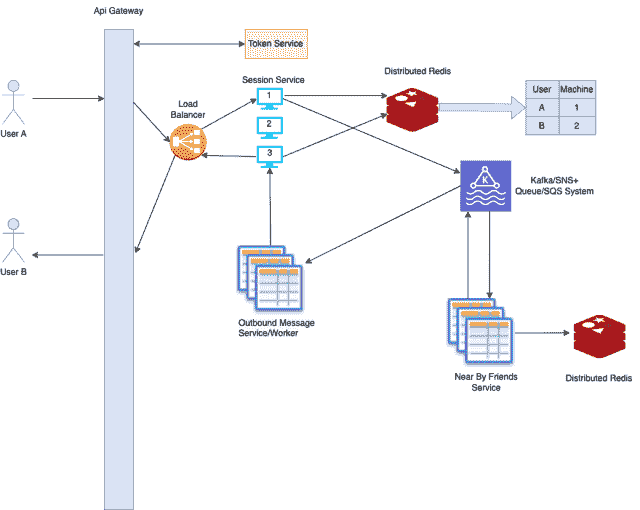 Api Gateway
Token Service
Session Service
Distributed Redis
User A
Load
Balancer
1
2
3
User Machine
A 1
B 2
K
Kafka/SNS+
Queue/SQS System
User B
Outbound Message
Service/Worker
Near By Friends
Service
Distributed Redis